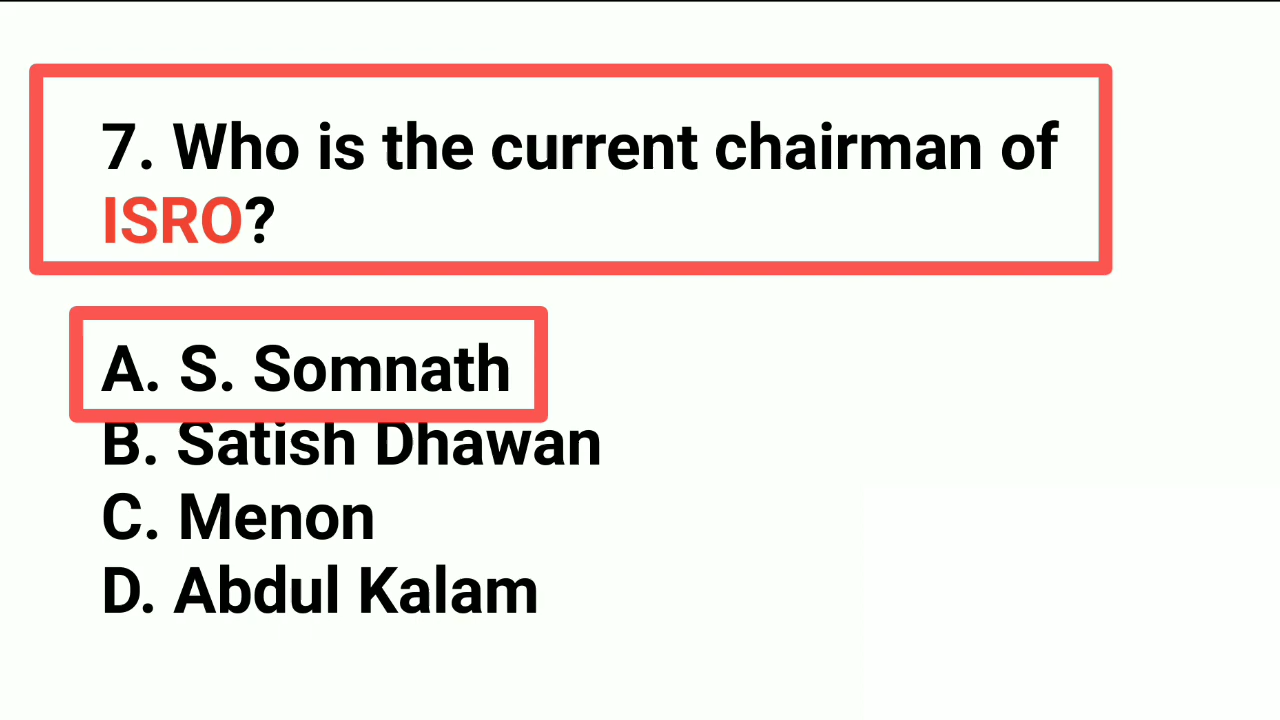 7. Who is the current chairman of
ISRO?
A. S. Somnath
B. Satish Dhawan
C. Menon
D. Abdul Kalam